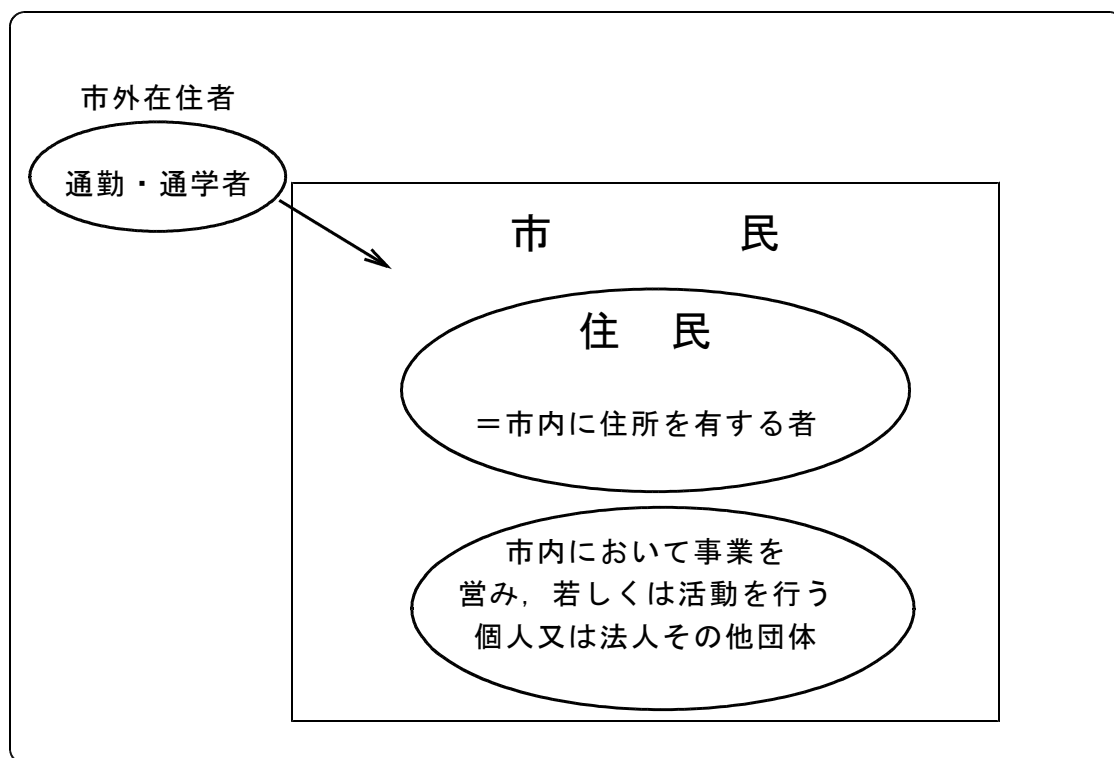 市外在住者
通勤・通学者
市　民
住　民
＝市内に住所を有する者
市内において事業を
営み，若しくは活動を行う
個人又は法人その他団体